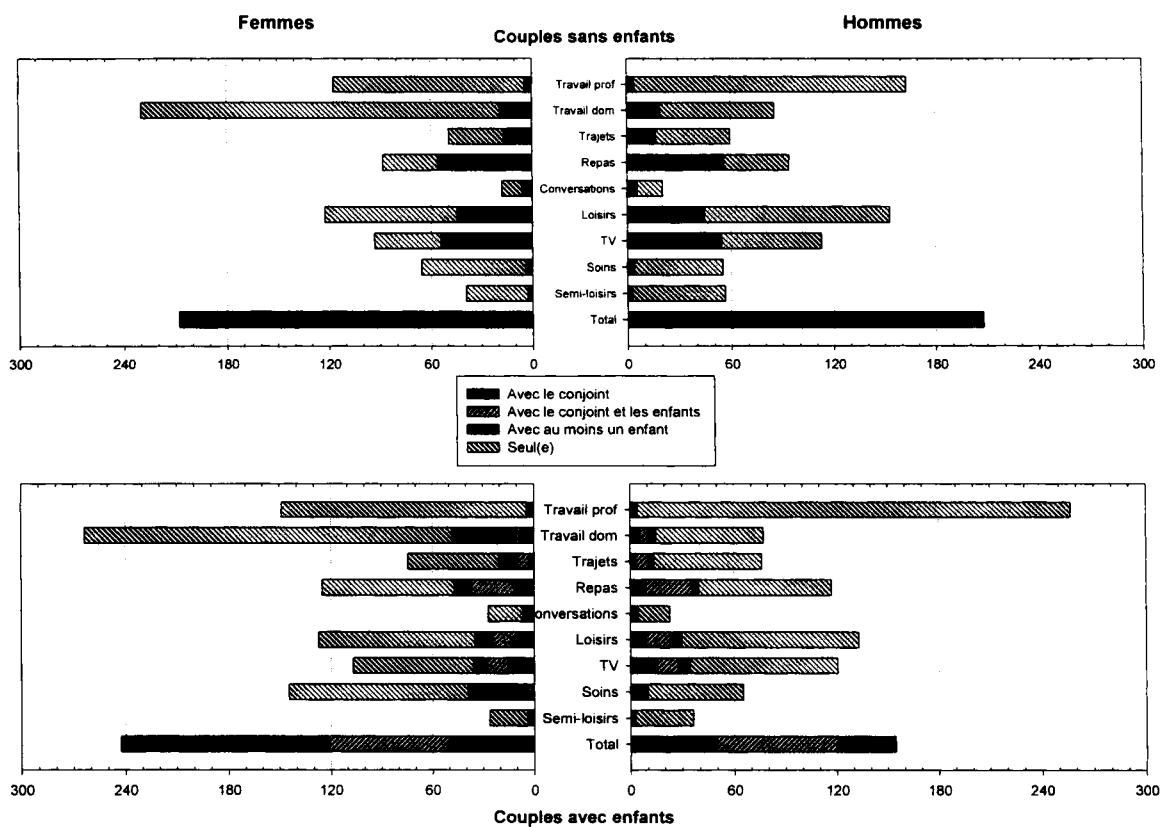 Femmes
Hommes
Couples sans enfants
Travail prof
Travail dom
Trajets
Repas
Conversations
Loisirs
TV
Soins
Semi-loisirs
Total
300 240 180 120 60 0 0 60 120 180 240 300
Avec le conjoint
Avec le conjoint et les enfants
Avec au moins un enfant
Seul(e)
Travail prof
Travail dom
Trajets
Repas
onversations
Loisirs
TV
Soins
Semi-loisirs
Total
300 240 180 120 60 0 0 60 120 180 240 300
Couples avec enfants